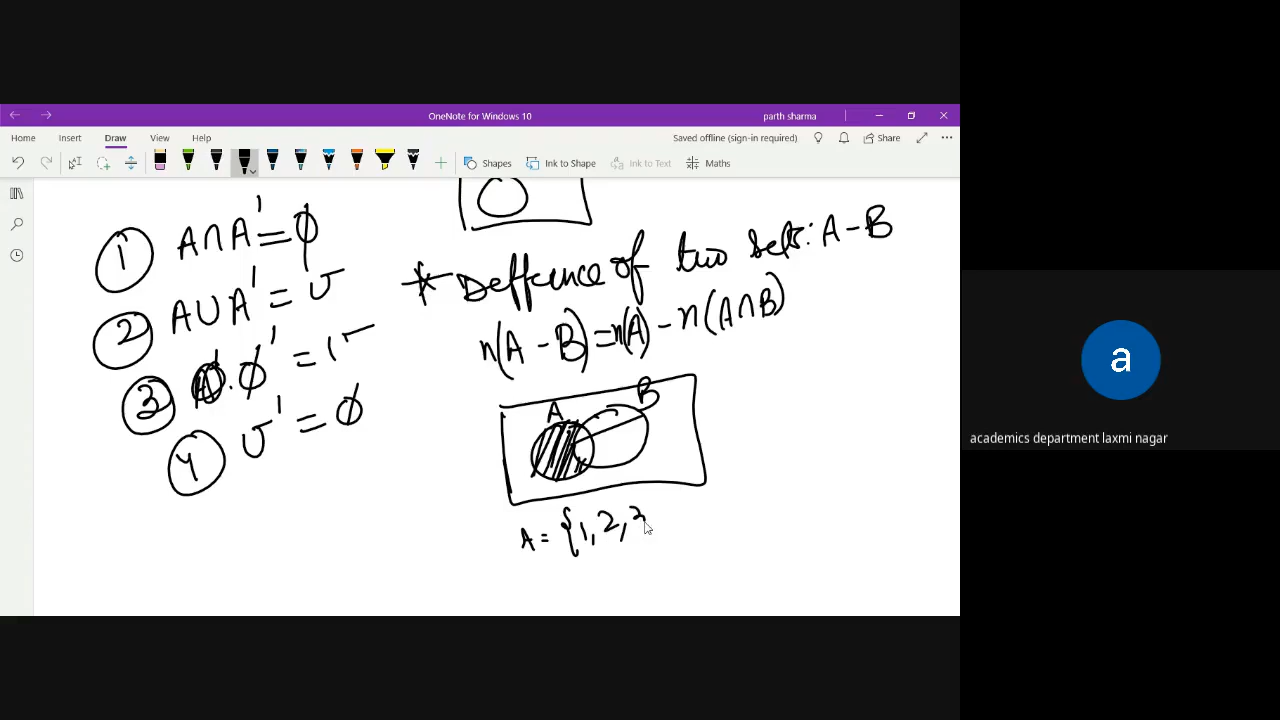 OneNote for Windows 10
parth sharma
Home Insert Draw View Help
Saved offline (sign-in required)
Share
Shapes Ink to Shape Ink to Text Maths
① A∩A' = ϕ
② A∪A' = U
③ ϕ' = U
④ U' = ϕ
* Deffernce of two sets: A-B
n(A - B) = n(A) - n(A∩B)
A B
A = {1, 2, 3
a
academics department laxmi nagar